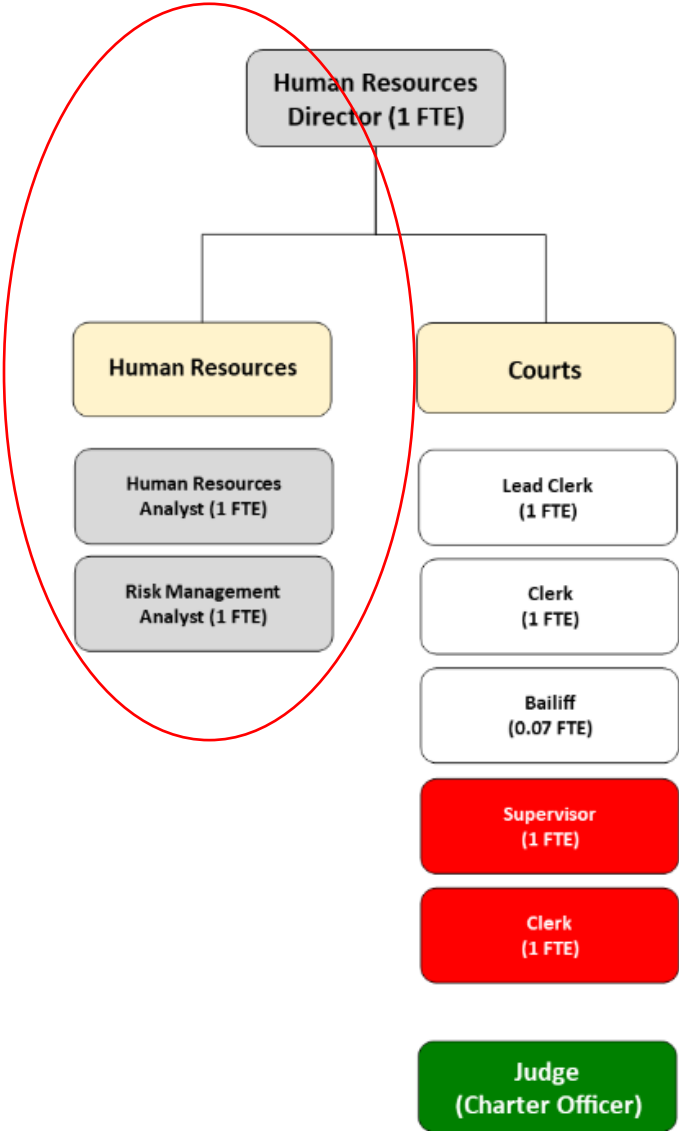 Human Resources
Director (1 FTE)
Human Resources
Human Resources
Analyst (1 FTE)
Risk Management
Analyst (1 FTE)
Courts
Lead Clerk
(1 FTE)
Clerk
(1 FTE)
Bailiff
(0.07 FTE)
Supervisor
(1 FTE)
Clerk
(1 FTE)
Judge
(Charter Officer)